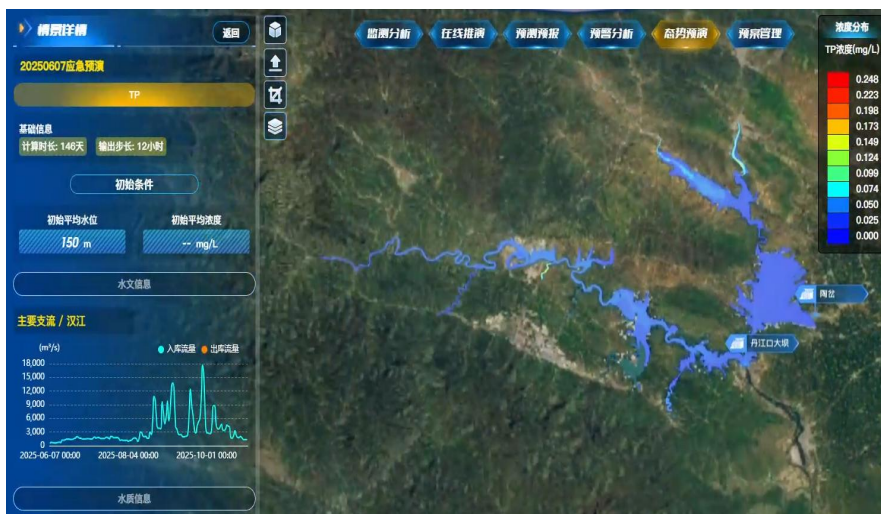 情景详情
返回
20250607应急预演
TP
基础信息
计算时长: 146天
输出步长: 12小时
初始条件
初始平均水位
初始平均浓度
150 m
-- mg/L
水文信息
主要支流 / 汉江
(m³/s)
入库流量
出库流量
18,000
15,000
12,000
9,000
6,000
3,000
0
2025-06-07 00:00
2025-08-04 00:00
2025-10-01 00:00
水质信息
监测分析
在线推演
预测预报
预警分析
态势预演
预案管理
浓度分布
TP浓度(mg/L)
0.248
0.223
0.198
0.173
0.149
0.124
0.099
0.074
0.050
0.025
0.000
陶岔
丹江口大坝